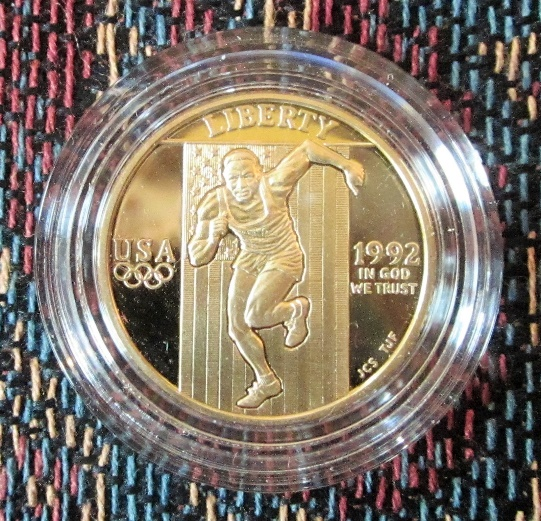 LIBERTY
USA
1992
IN GOD
WE TRUST
JCS TJF